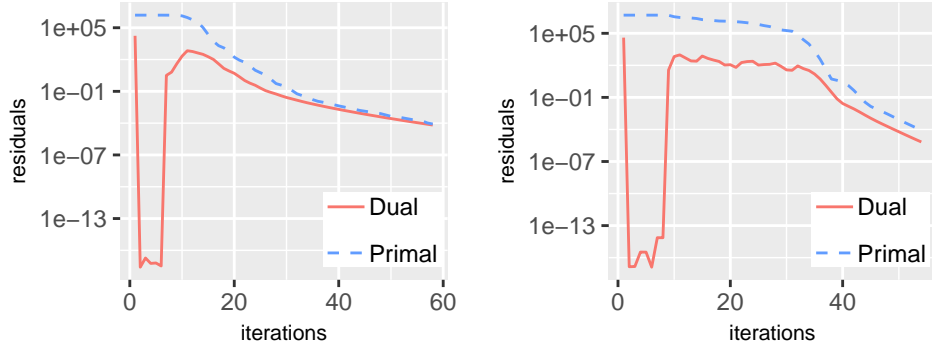 residuals
1e+05
1e−01
1e−07
1e−13
Dual
Primal
0
20
40
60
iterations
residuals
1e+05
1e−01
1e−07
1e−13
Dual
Primal
0
20
40
iterations